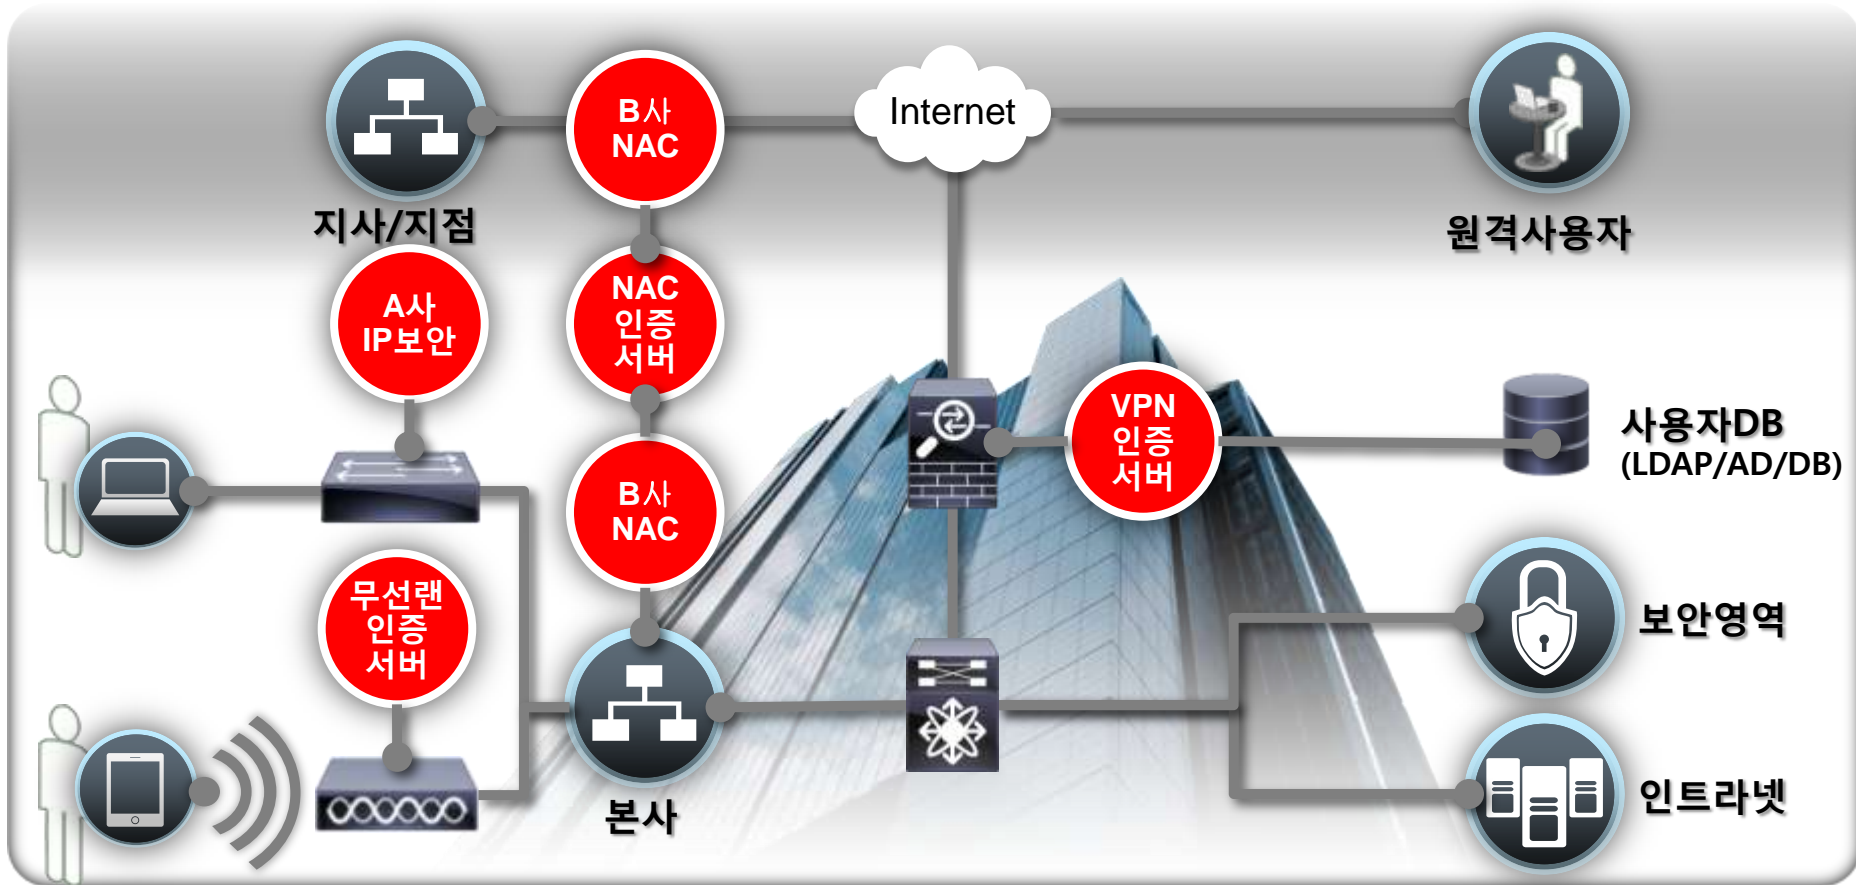 B사
NAC
Internet
지사/지점
원격사용자
A사
IP보안
NAC
인증
서버
VPN
인증
서버
사용자DB
(LDAP/AD/DB)
B사
NAC
무선랜
인증
서버
보안영역
본사
인트라넷